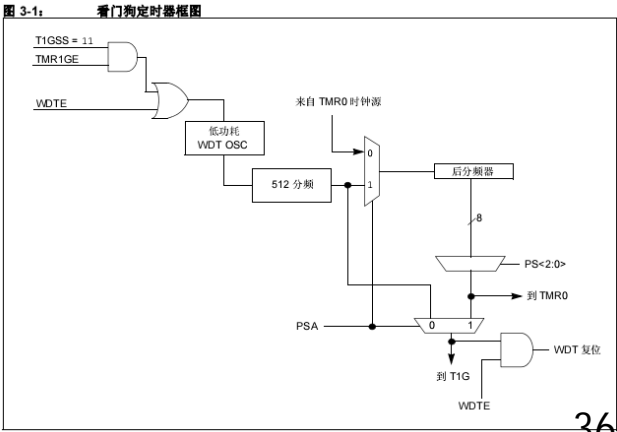 图 3-1： 看门狗定时器框图
T1GSS = 11
TMR1GE
WDTE
来自 TMR0 时钟源
低功耗
WDT OSC
0
1
512 分频
后分频器
8
PS<2:0>
到 TMR0
PSA
0 1
WDT 复位
到 T1G
WDTE
36